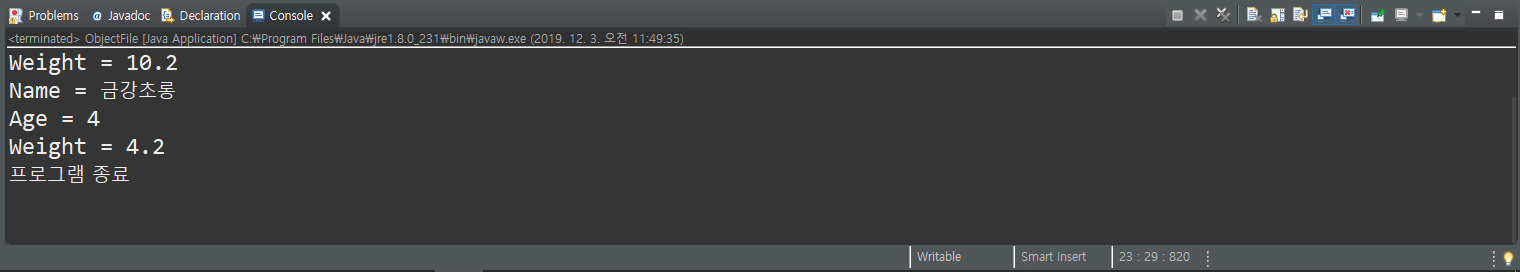 Problems @ Javadoc Declaration Console
<terminated> ObjectFile [Java Application] C:₩Program Files₩Java₩jre1.8.0_231₩bin₩javaw.exe (2019. 12. 3. 오전 11:49:35)
Weight = 10.2
Name = 금강초롱
Age = 4
Weight = 4.2
프로그램 종료
Writable Smart Insert 23 : 29 : 820